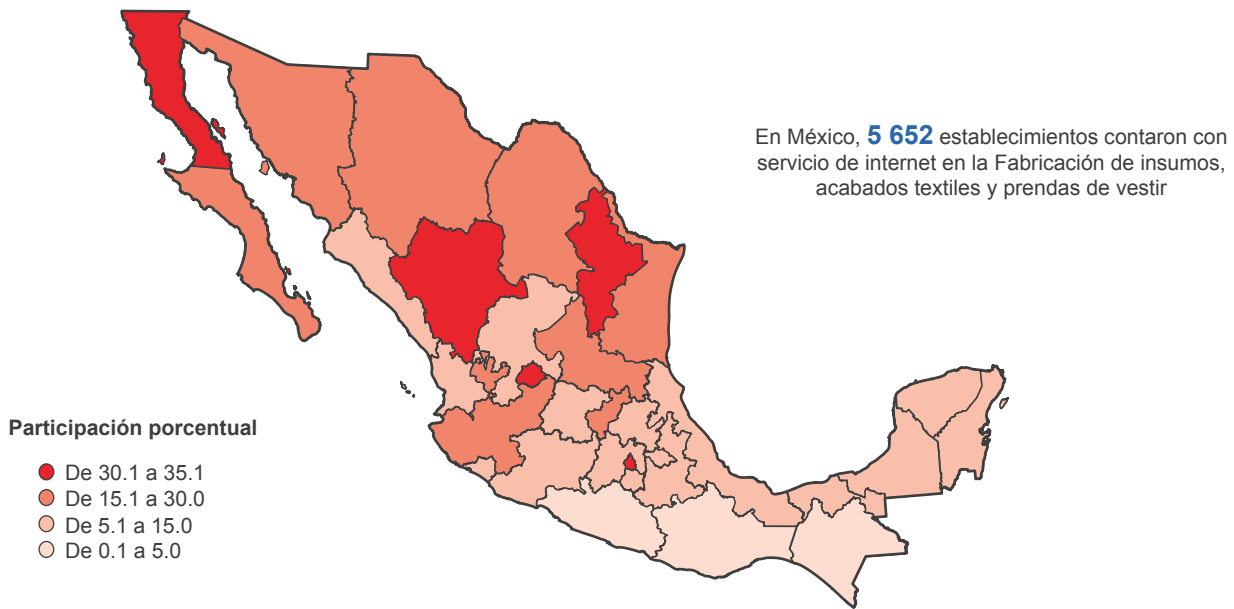 En México, 5 652 establecimientos contaron con
servicio de internet en la Fabricación de insumos,
acabados textiles y prendas de vestir
Participación porcentual
De 30.1 a 35.1
De 15.1 a 30.0
De 5.1 a 15.0
De 0.1 a 5.0